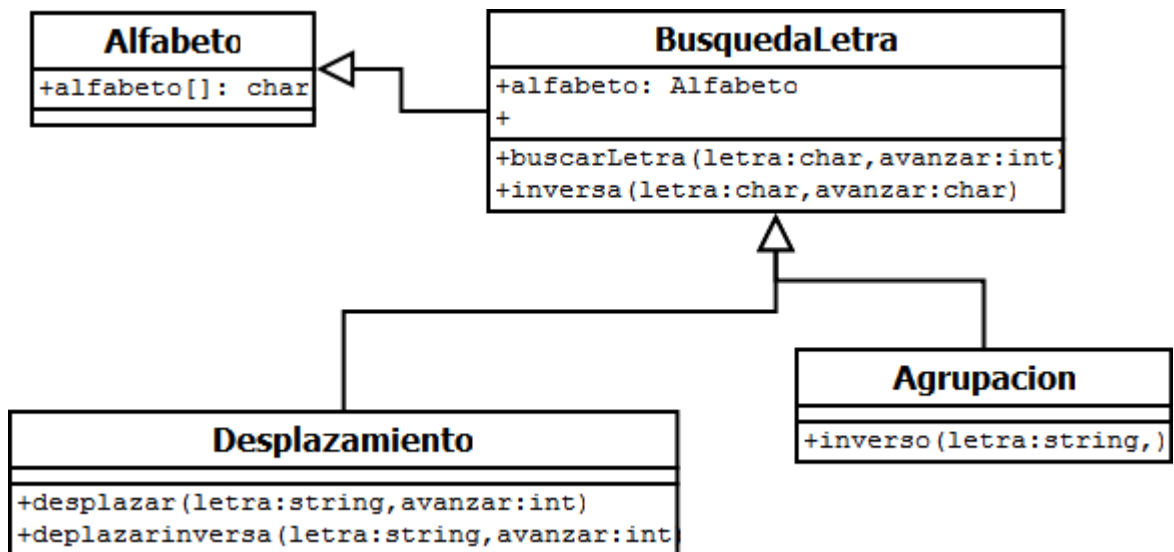 Alfabeto
+alfabeto[]: char
BusquedaLetra
+alfabeto: Alfabeto
+
+buscarLetra(letra:char,avanzar:int)
+inversa(letra:char,avanzar:char)
Agrupacion
+inverso(letra:string,)
Desplazamiento
+desplazar(letra:string,avanzar:int)
+deplazarinversa(letra:string,avanzar:int